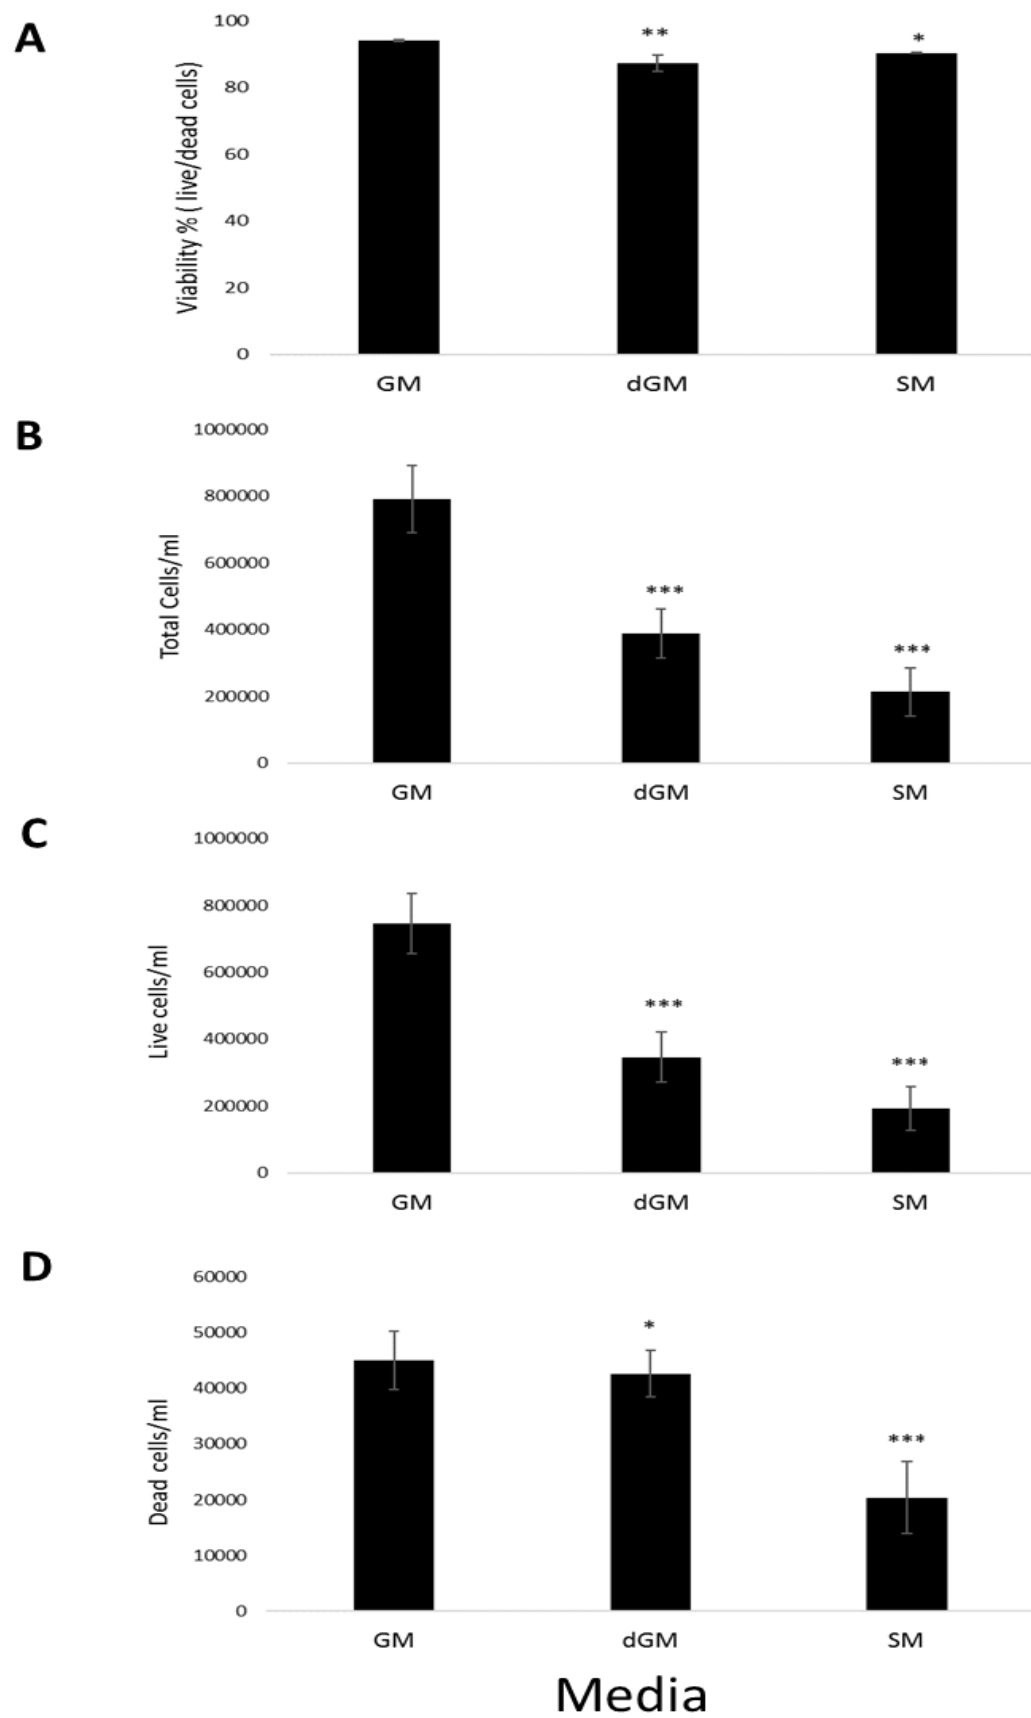 A
Viability % ( live/dead cells)
100
80
60
40
20
0
**
*
GM
dGM
SM
B
Total Cells/ml
1000000
800000
600000
400000
200000
0
***
***
GM
dGM
SM
C
Live cells/ml
1000000
800000
600000
400000
200000
0
***
***
GM
dGM
SM
D
Dead cells/ml
60000
50000
40000
30000
20000
10000
0
*
***
GM
dGM
SM
Media